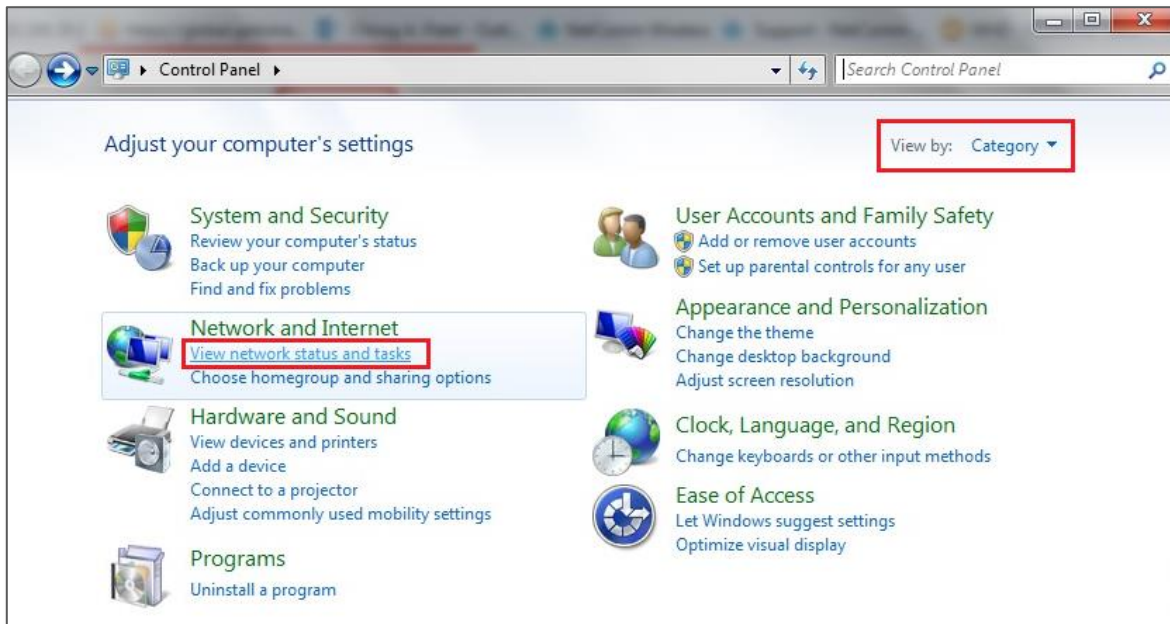 Control Panel
Search Control Panel
Adjust your computer's settings
View by: Category
System and Security
Review your computer's status
Back up your computer
Find and fix problems
Network and Internet
View network status and tasks
Choose homegroup and sharing options
Hardware and Sound
View devices and printers
Add a device
Connect to a projector
Adjust commonly used mobility settings
Programs
Uninstall a program
User Accounts and Family Safety
Add or remove user accounts
Set up parental controls for any user
Appearance and Personalization
Change the theme
Change desktop background
Adjust screen resolution
Clock, Language, and Region
Change keyboards or other input methods
Ease of Access
Let Windows suggest settings
Optimize visual display